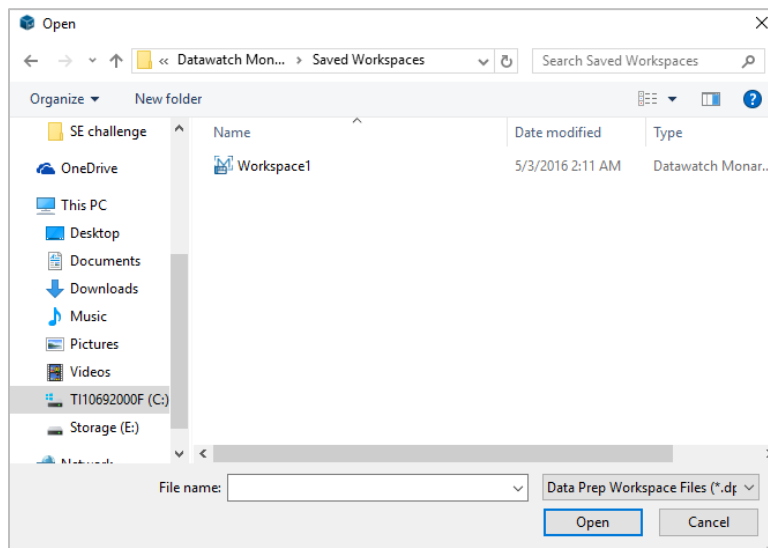 Open
« Datawatch Mon... > Saved Workspaces
Search Saved Workspaces
Organize
New folder
?
SE challenge
OneDrive
This PC
Desktop
Documents
Downloads
Music
Pictures
Videos
TI10692000F (C:)
Storage (E:)
Network
Name Date modified Type
Workspace1 5/3/2016 2:11 AM Datawatch Monar..
File name:
Data Prep Workspace Files (*.dp
Open Cancel